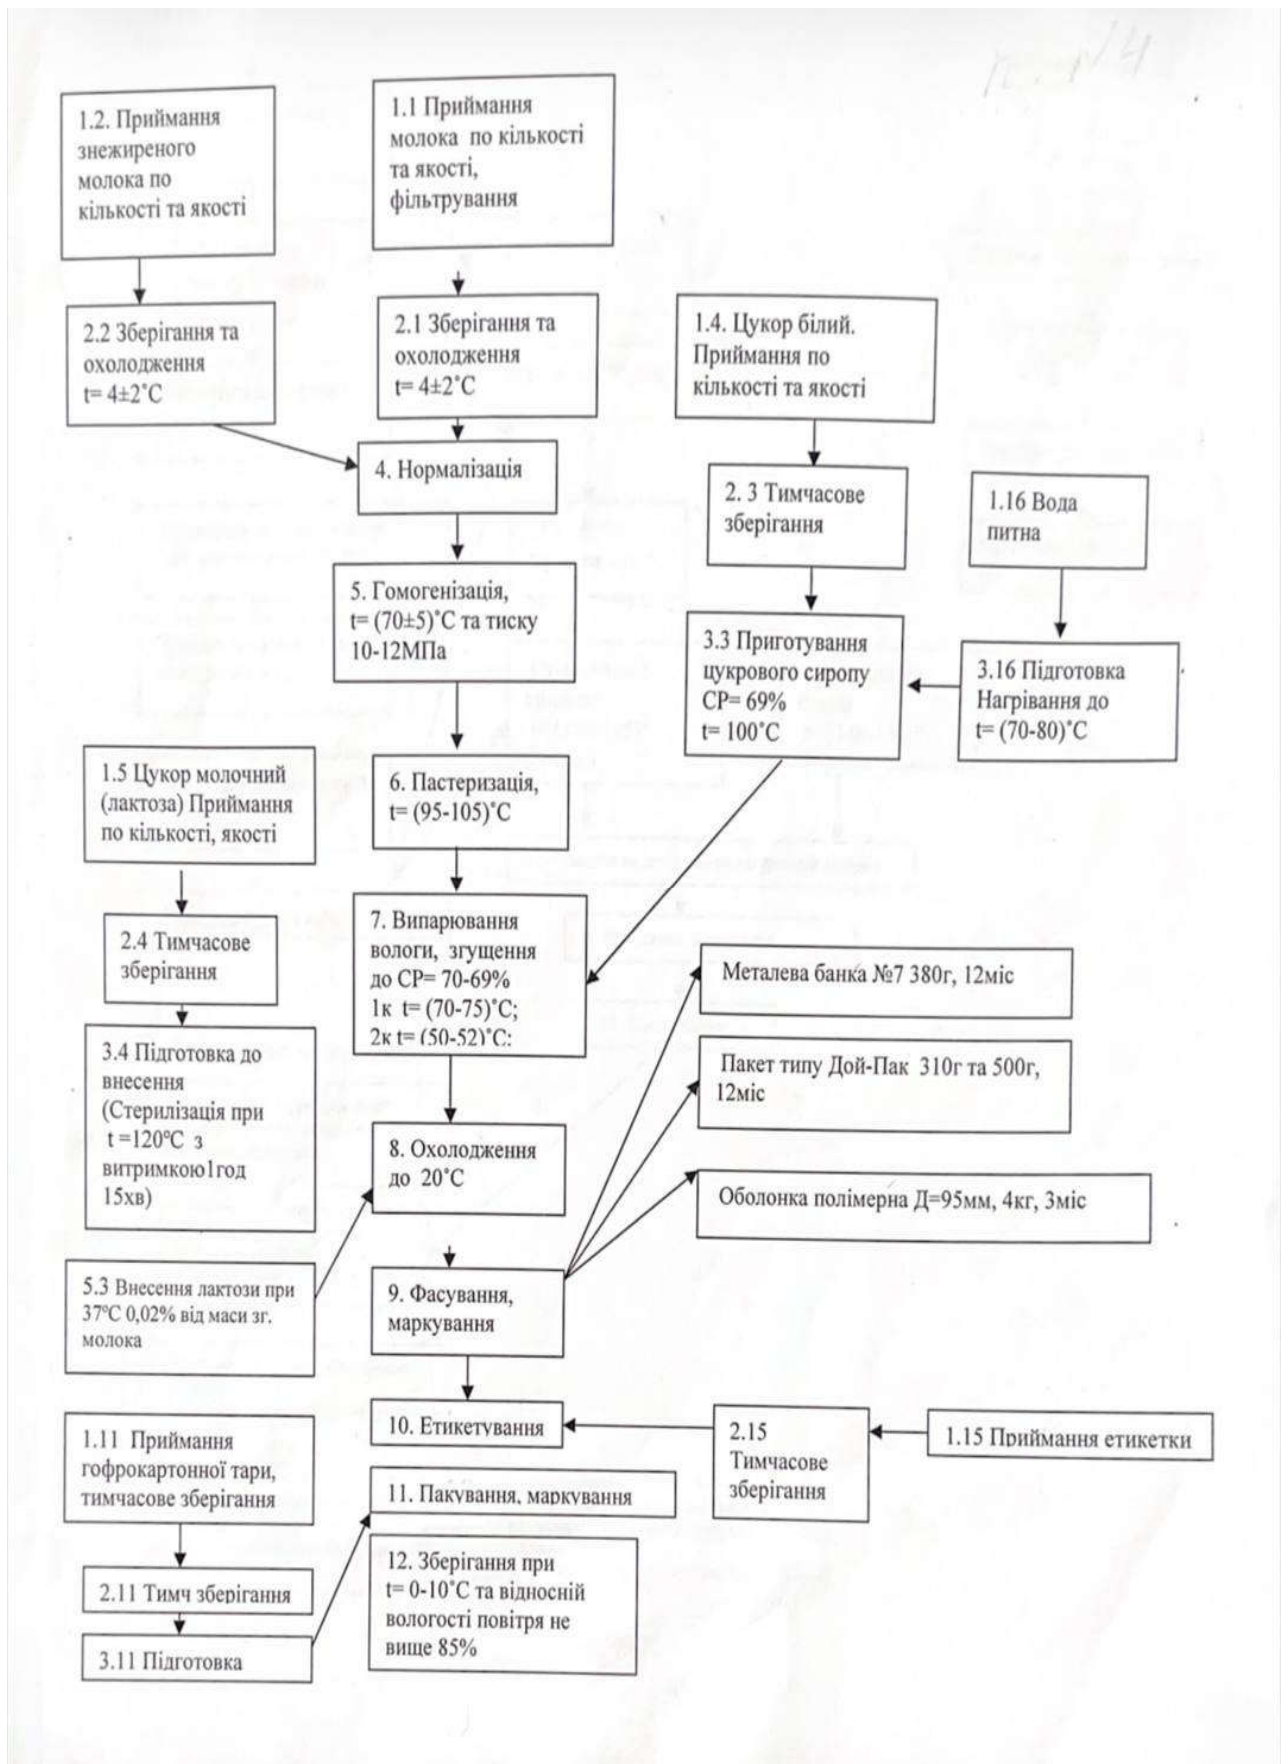 1.2. Приймання
знежиреного
молока по
кількості та якості
1.1 Приймання
молока по кількості
та якості,
фільтрування
2.2 Зберігання та
охолодження
t= 4±2˚С
2.1 Зберігання та
охолодження
t= 4±2˚С
1.4. Цукор білий.
Приймання по
кількості та якості
4. Нормалізація
2. 3 Тимчасове
зберігання
1.16 Вода
питна
5. Гомогенізація,
t= (70±5)˚С та тиску
10-12МПа
3.3 Приготування
цукрового сиропу
СР= 69%
t= 100˚С
3.16 Підготовка
Нагрівання до
t= (70-80)˚С
1.5 Цукор молочний
(лактоза) Приймання
по кількості, якості
6. Пастеризація,
t= (95-105)˚С
2.4 Тимчасове
зберігання
7. Випарювання
вологи, згущення
до СР= 70-69%
1к t= (70-75)˚С;
2к t= (50-52)˚С:
Металева банка №7 380г, 12міс
Пакет типу Дой-Пак 310г та 500г,
12міс
Оболонка полімерна Д=95мм, 4кг, 3міс
3.4 Підготовка до
внесення
(Стерилізація при
t =120ºС з
витримкою1год
15хв)
8. Охолодження
до 20˚С
5.3 Внесення лактози при
37ºС 0,02% від маси зг.
молока
9. Фасування,
маркування
10. Етикетування
2.15
Тимчасове
зберігання
1.15 Приймання етикетки
1.11 Приймання
гофрокартонної тари,
тимчасове зберігання
11. Пакування, маркування
2.11 Тимч зберігання
12. Зберігання при
t= 0-10˚С та відносній
вологості повітря не
вище 85%
3.11 Підготовка